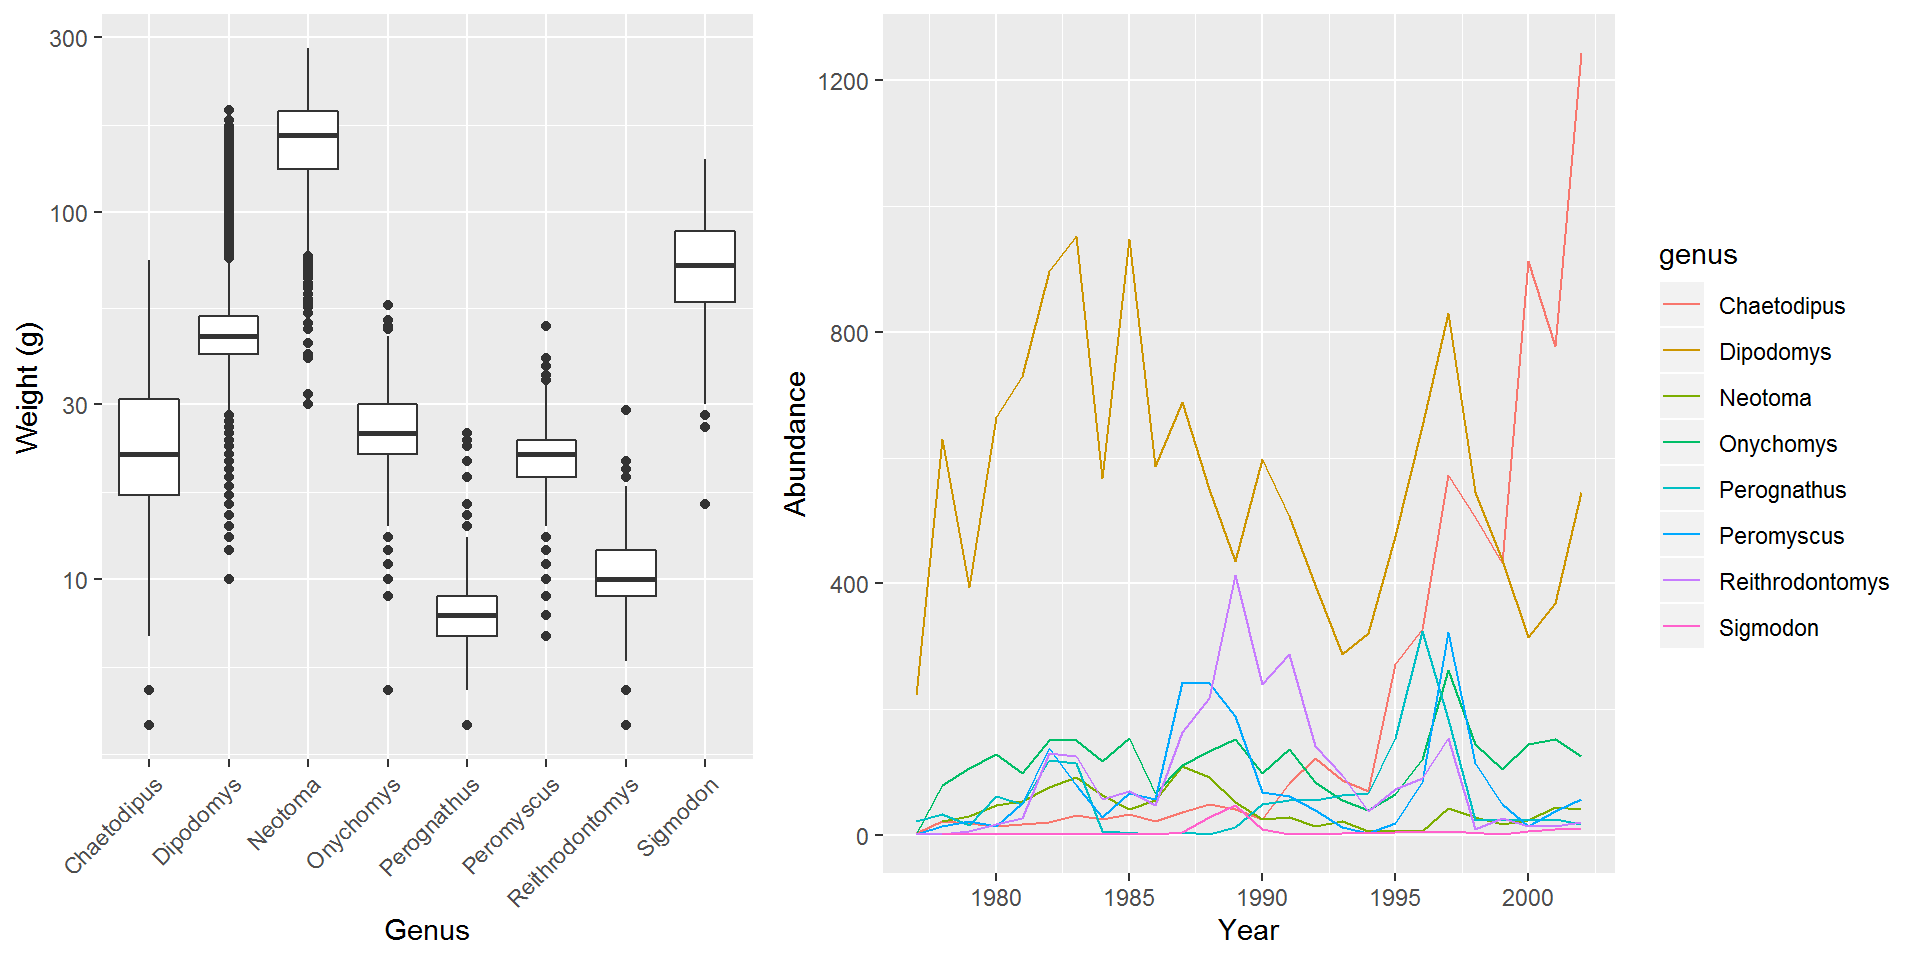 Weight (g)
300
100
30
10
Chaetodipus
Dipodomys
Neotoma
Onychomys
Perognathus
Peromyscus
Reithrodontomys
Sigmodon
Genus
Abundance
1200
800
400
0
1980
1985
1990
1995
2000
Year
genus
Chaetodipus
Dipodomys
Neotoma
Onychomys
Perognathus
Peromyscus
Reithrodontomys
Sigmodon